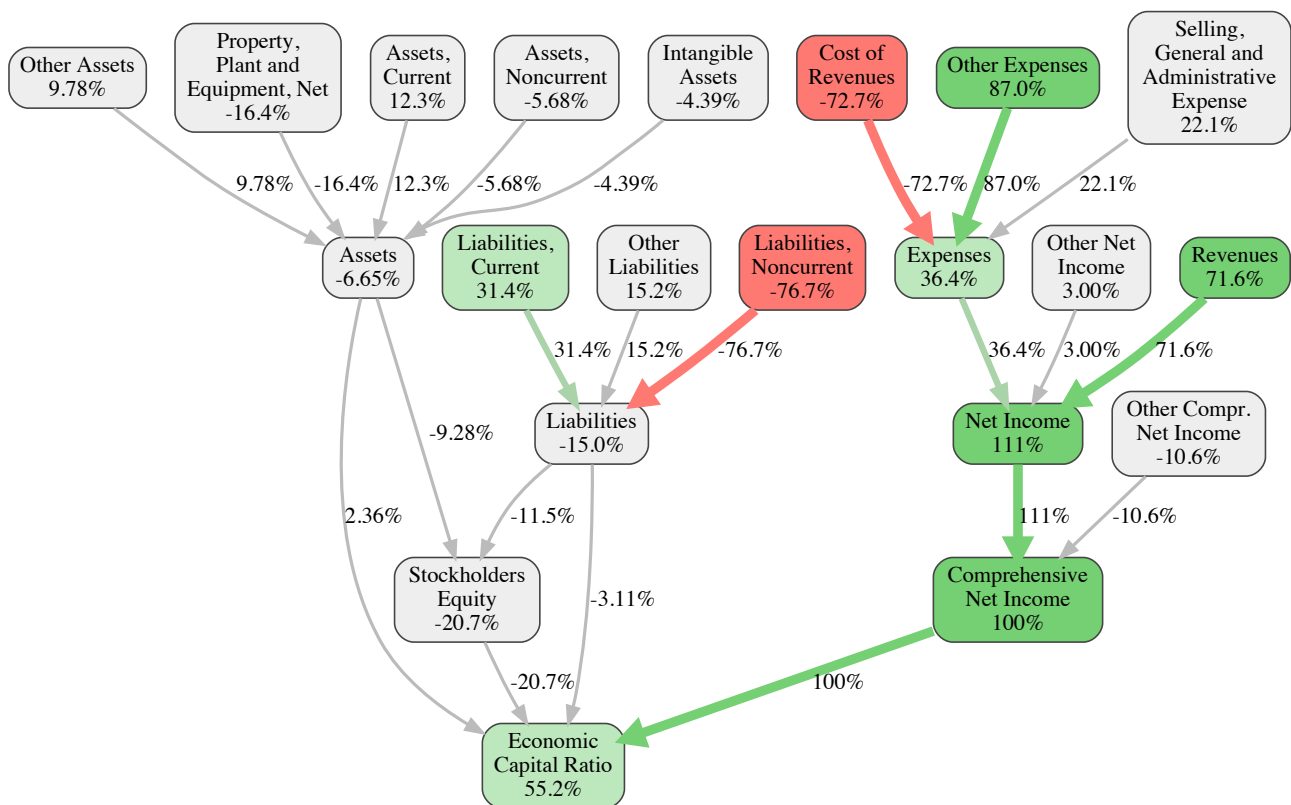 Other Assets
9.78%
Property,
Plant and
Equipment, Net
-16.4%
Assets,
Current
12.3%
Assets,
Noncurrent
-5.68%
Intangible
Assets
-4.39%
Cost of
Revenues
-72.7%
Other Expenses
87.0%
Selling,
General and
Administrative
Expense
22.1%
9.78%
-16.4%
12.3%
-5.68%
-4.39%
-72.7%
87.0%
22.1%
Assets
-6.65%
Liabilities,
Current
31.4%
Other
Liabilities
15.2%
Liabilities,
Noncurrent
-76.7%
Expenses
36.4%
Other Net
Income
3.00%
Revenues
71.6%
31.4%
15.2%
-76.7%
36.4%
3.00%
71.6%
-9.28%
Liabilities
-15.0%
Net Income
111%
Other Compr.
Net Income
-10.6%
2.36%
-11.5%
111%
-10.6%
Stockholders
Equity
-20.7%
-3.11%
Comprehensive
Net Income
100%
-20.7%
100%
Economic
Capital Ratio
55.2%